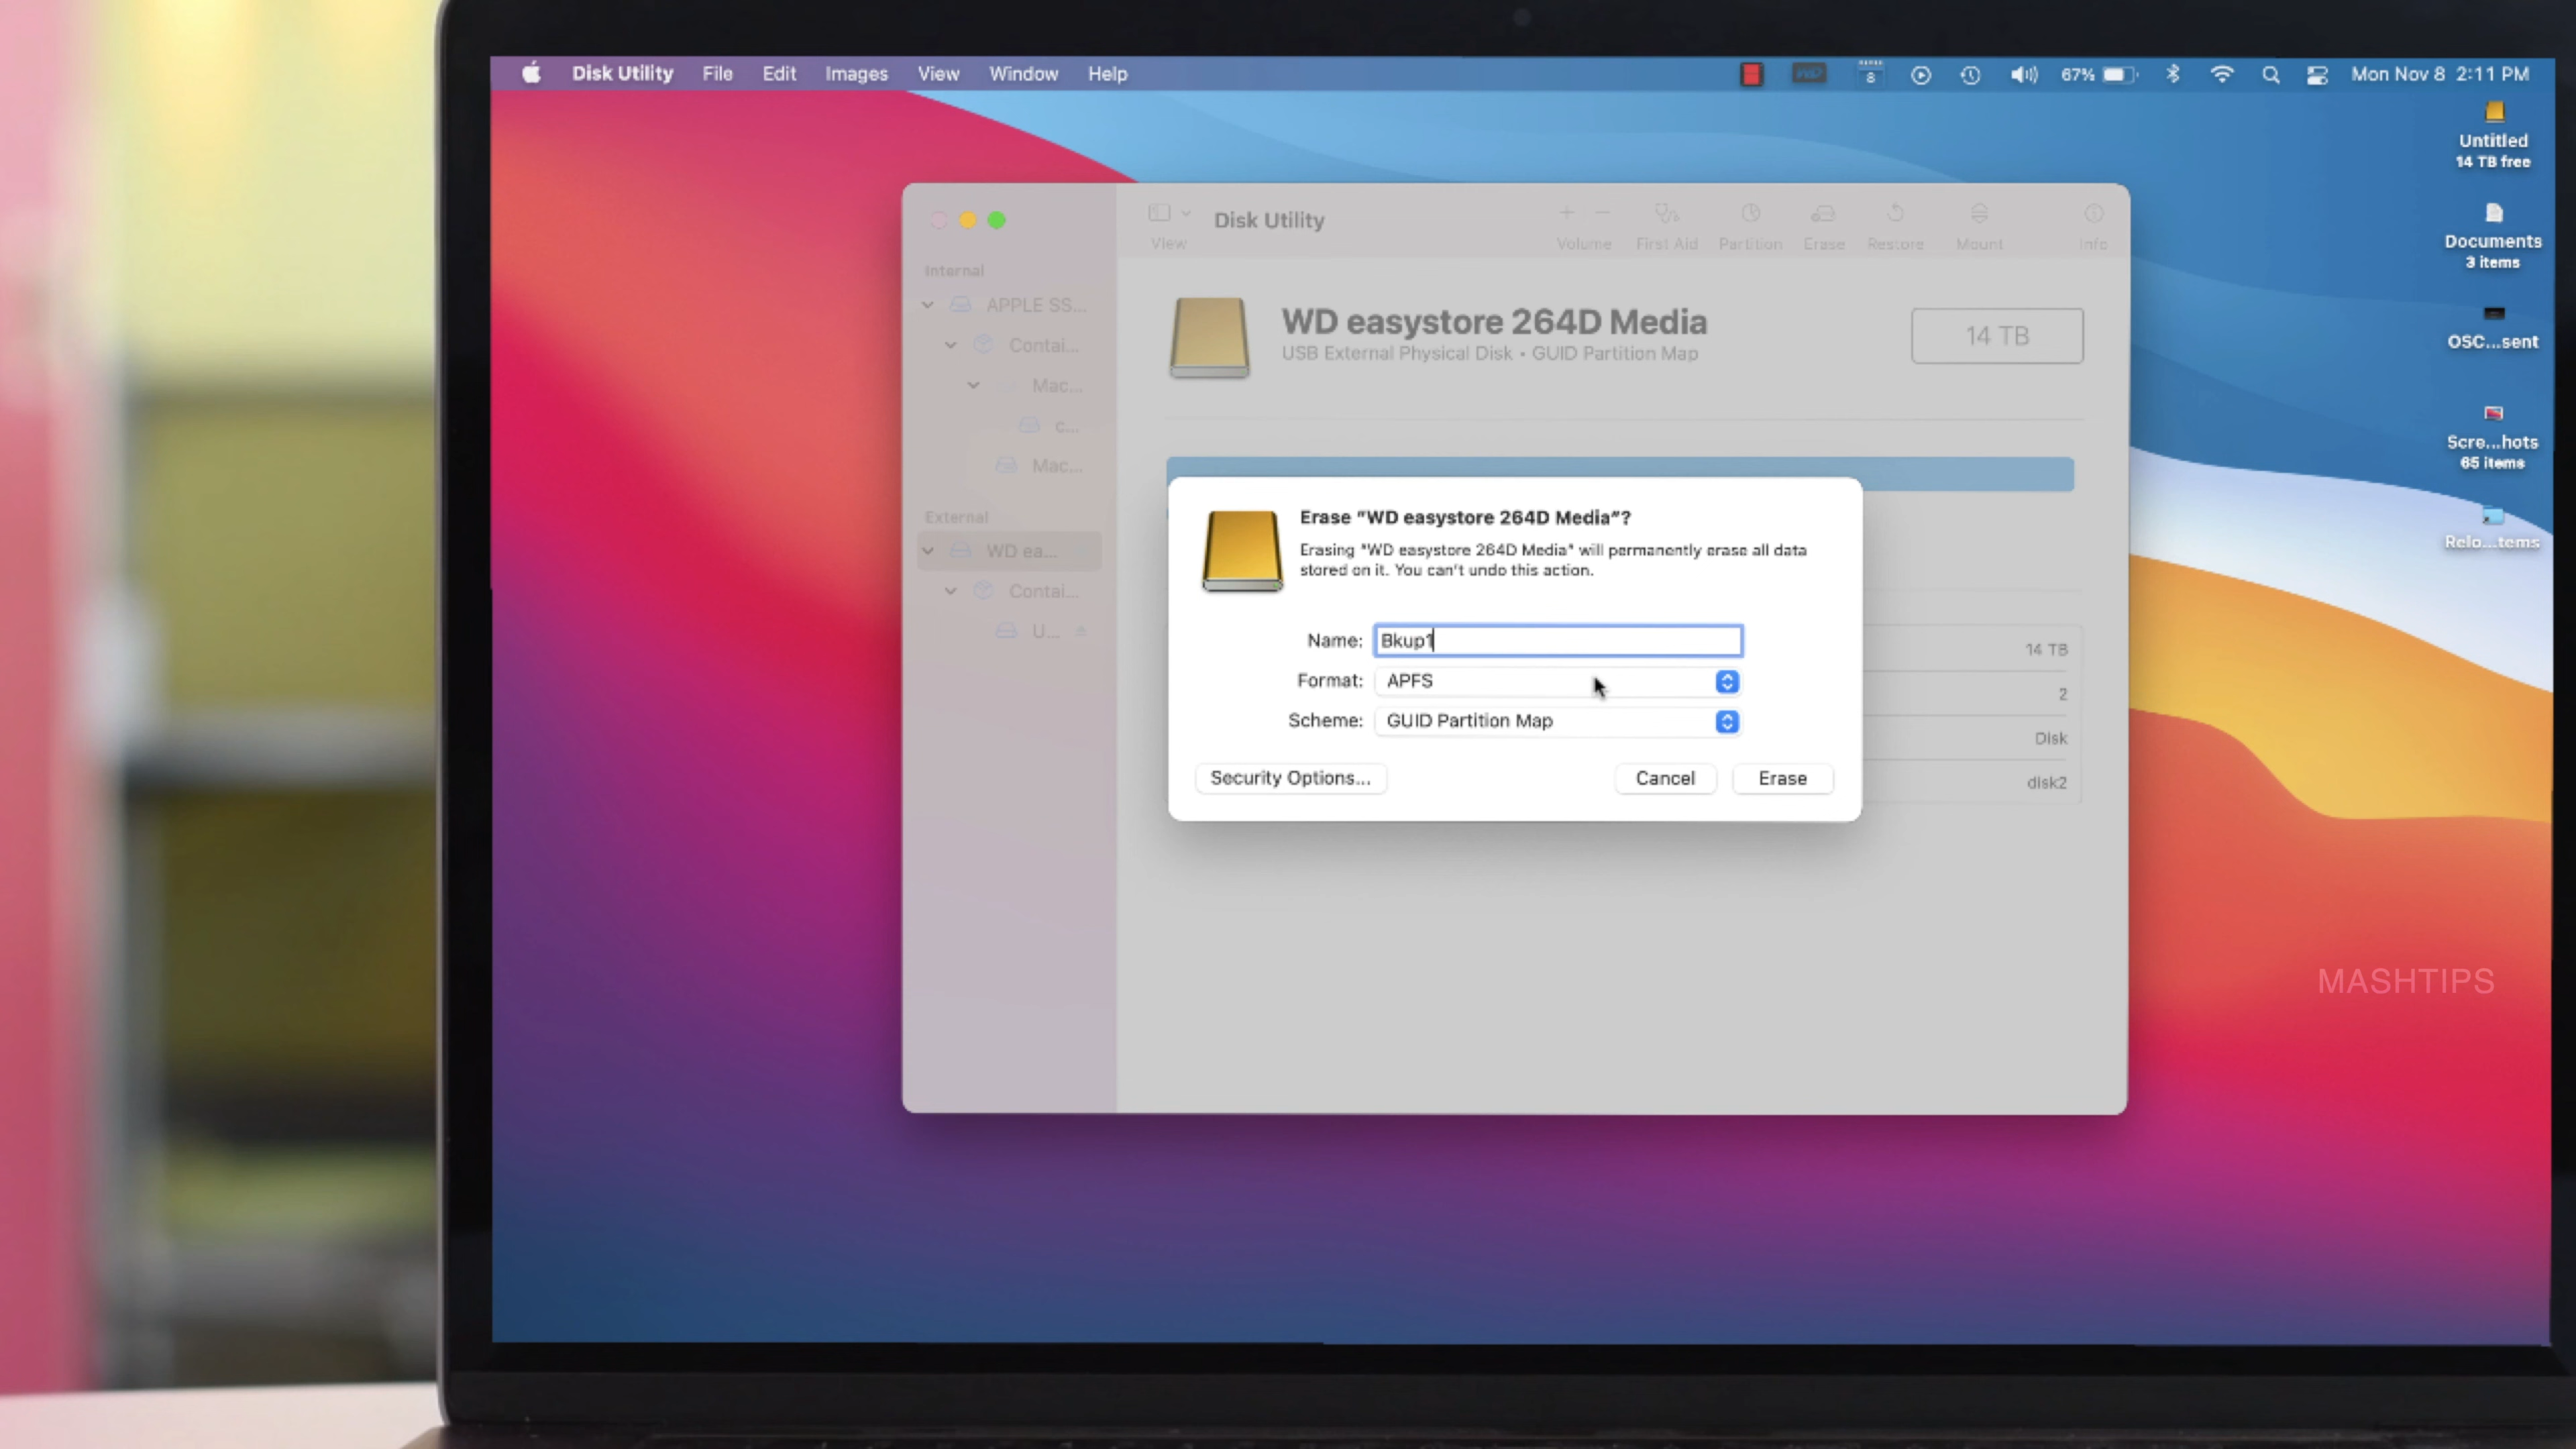 Disk Utility File Edit Images View Window Help
8
67%
Mon Nov 8 2:11 PM
Untitled
14 TB free
Documents
3 items
OSC...sent
Scre...hots
65 items
Relo...tems
Disk Utility
View
Volume First Aid Partition Erase Restore Mount Info
Internal
APPLE SS...
Contai...
Mac...
c...
Mac...
External
WD ea...
Contai...
U...
WD easystore 264D Media
USB External Physical Disk • GUID Partition Map
14 TB
Erase “WD easystore 264D Media”?
Erasing “WD easystore 264D Media” will permanently erase all data
stored on it. You can't undo this action.
Name: Bkup1
Format: APFS
Scheme: GUID Partition Map
Security Options...
Cancel
Erase
14 TB
2
Disk
disk2
MASHTIPS